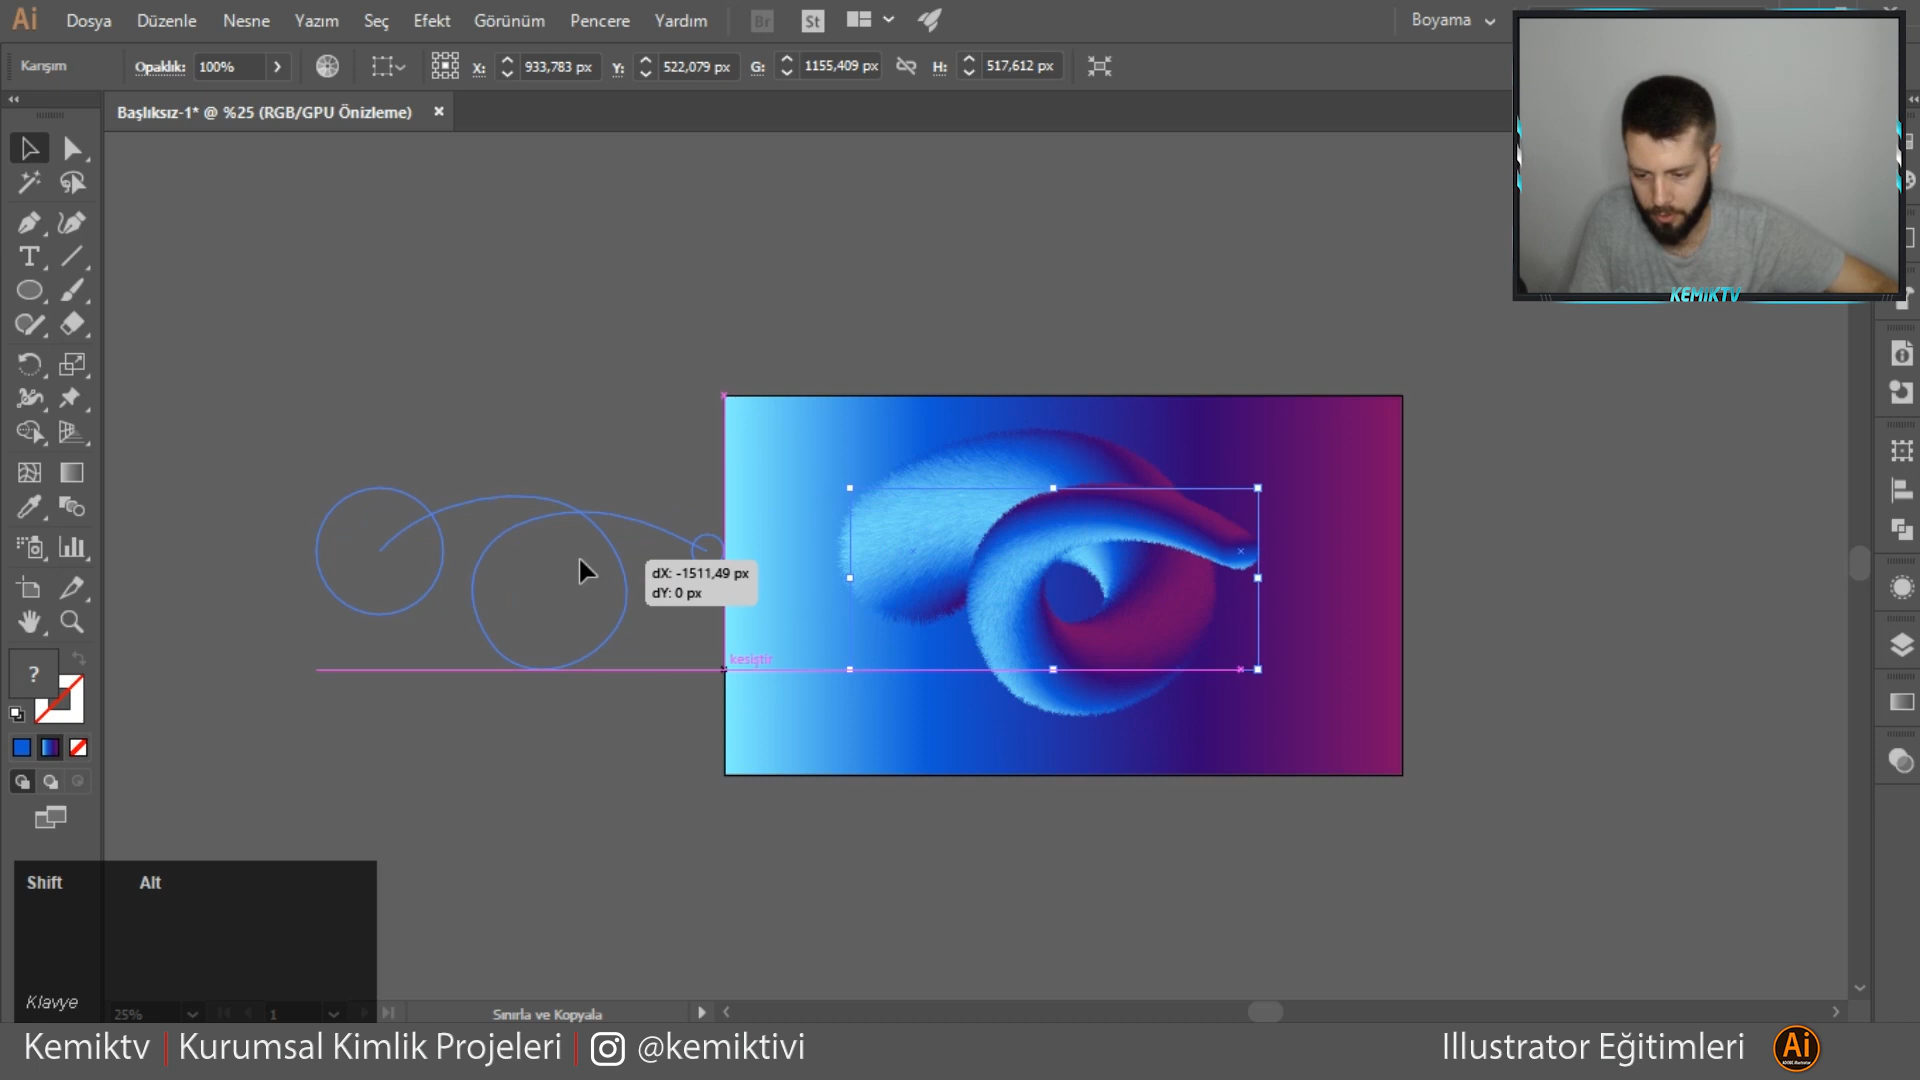 Ai Dosya Düzenle Nesne Yazım Seç Efekt Görünüm Pencere Yardım Br St Boyama
Karışım Opaklık: 100% X: 933,783 px Y: 522,079 px G: 1155,409 px H: 517,612 px
Başlıksız-1* @ %25 (RGB/GPU Önizleme) ×
KEMiKTV
dX: -1511,49 px
dY: 0 px
kesiştir
?
Shift Alt
Klavye
25% 1 Sınırla ve Kopyala
Kemiktv | Kurumsal Kimlik Projeleri | @kemiktivi Illustrator Eğitimleri Ai